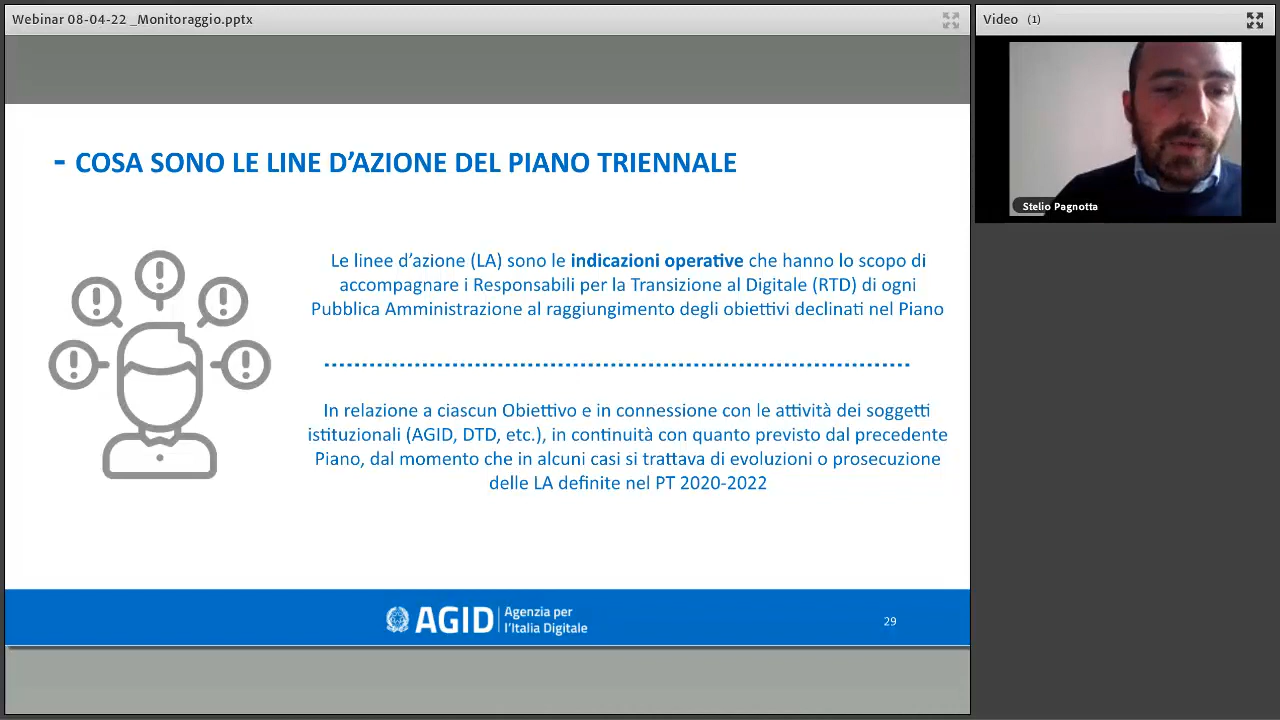 Webinar 08-04-22 _Monitoraggio.pptx
Video (1)
Stelio Pagnotta
- COSA SONO LE LINE D’AZIONE DEL PIANO TRIENNALE
Le linee d’azione (LA) sono le indicazioni operative che hanno lo scopo di
accompagnare i Responsabili per la Transizione al Digitale (RTD) di ogni
Pubblica Amministrazione al raggiungimento degli obiettivi declinati nel Piano
In relazione a ciascun Obiettivo e in connessione con le attività dei soggetti
istituzionali (AGID, DTD, etc.), in continuità con quanto previsto dal precedente
Piano, dal momento che in alcuni casi si trattava di evoluzioni o prosecuzione
delle LA definite nel PT 2020-2022
AGID
Agenzia per
l’Italia Digitale
29